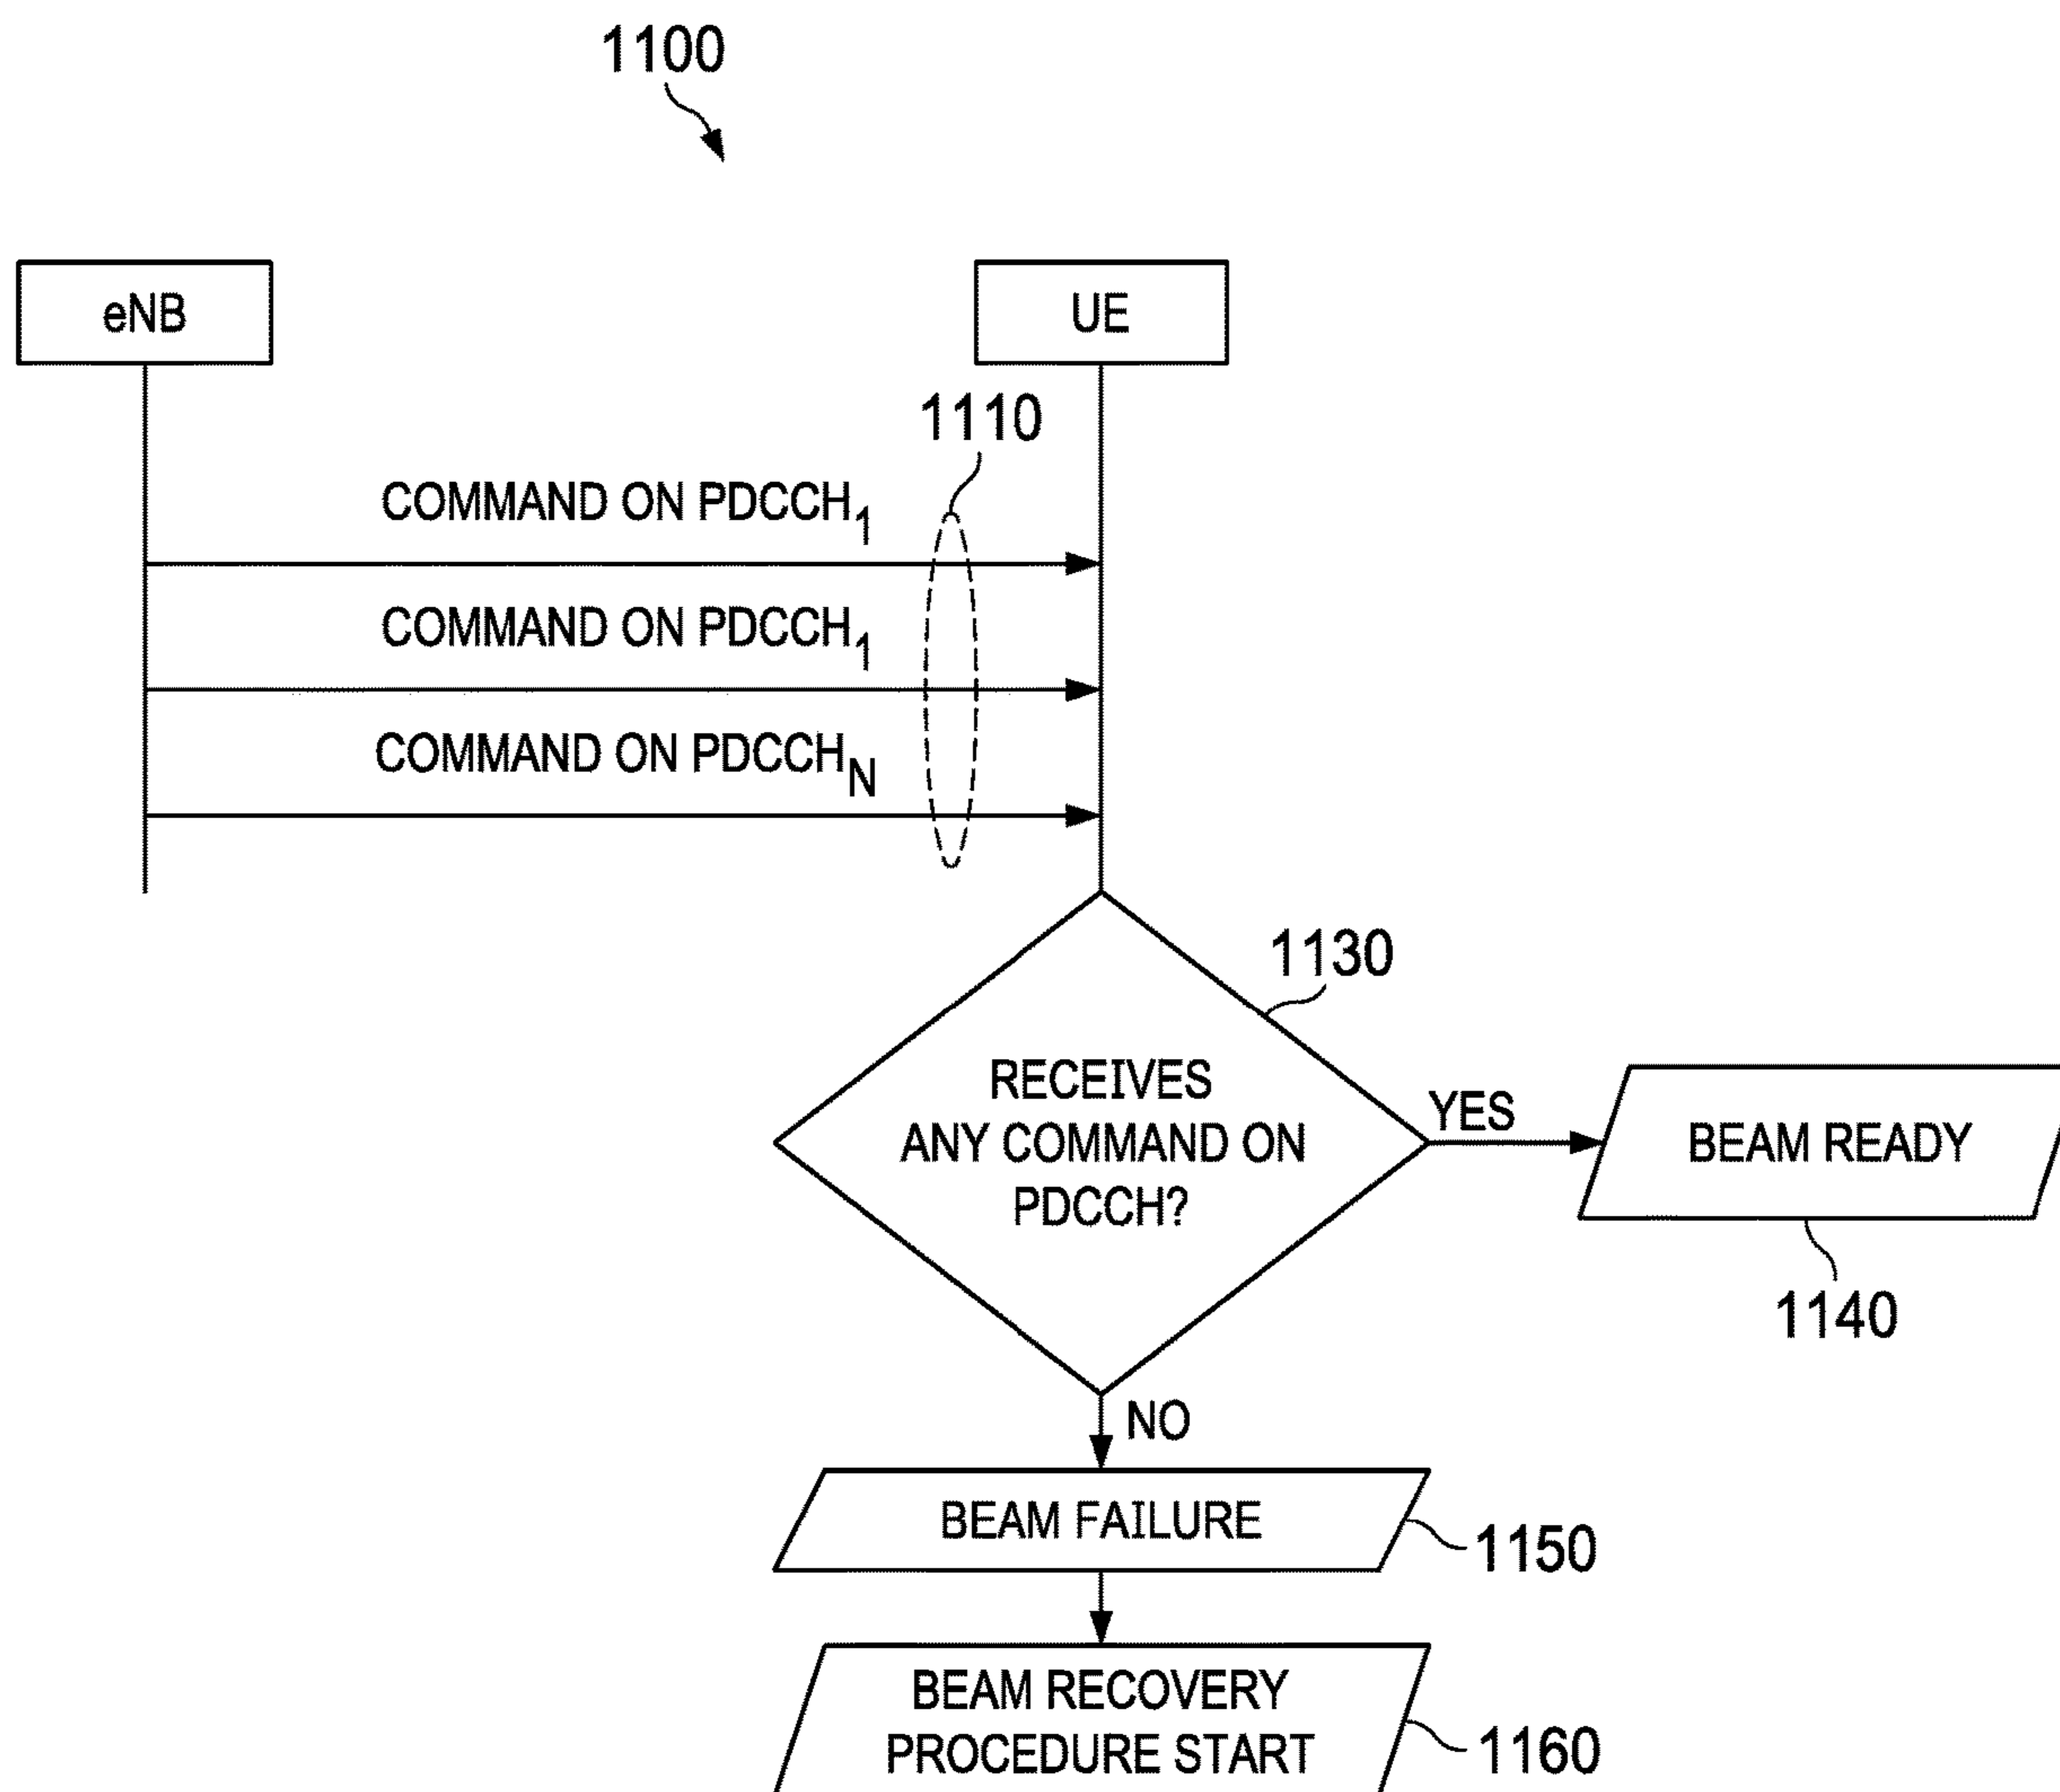 1100
eNB
UE
1110
COMMAND ON PDCCH1
COMMAND ON PDCCH1
COMMAND ON PDCCHN
1130
RECEIVES
ANY COMMAND ON
PDCCH?
YES
BEAM READY
1140
NO
BEAM FAILURE
1150
BEAM RECOVERY
PROCEDURE START
1160